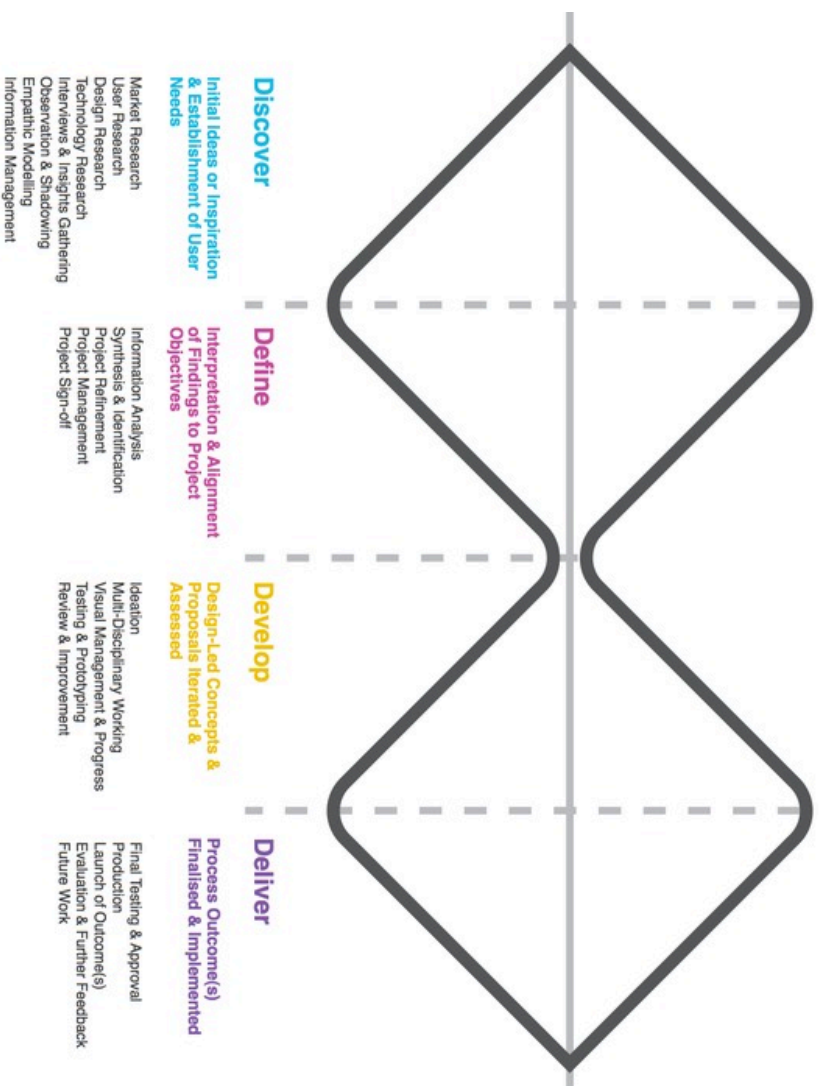 Discover
Initial Ideas or Inspiration
& Establishment of User
Needs
Market Research
User Research
Design Research
Technology Research
Interviews & Insights Gathering
Observation & Shadowing
Empathic Modelling
Information Management
Define
Interpretation & Alignment
of Findings to Project
Objectives
Information Analysis
Synthesis & Identification
Project Refinement
Project Management
Project Sign-off
Develop
Design-Led Concepts &
Proposals Iterated &
Assessed
Ideation
Multi-Disciplinary Working
Visual Management & Progress
Testing & Prototyping
Review & Improvement
Deliver
Process Outcome(s)
Finalised & Implemented
Final Testing & Approval
Production
Launch of Outcome(s)
Evaluation & Further Feedback
Future Work